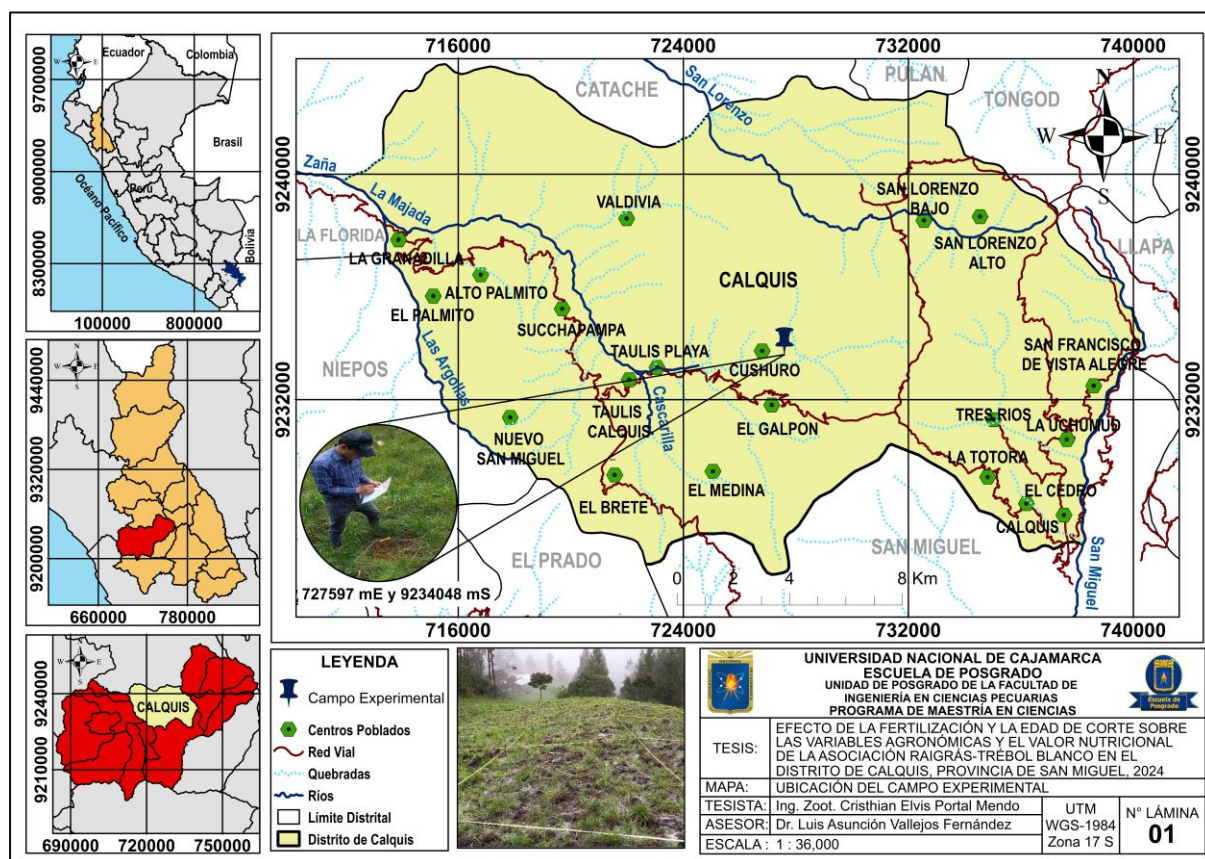 Ecuador
Colombia
Brasil
Perú
Océano Pacífico
Bolivia
N
W
E
S
9700000
9000000
8300000
100000
800000
W
E
9440000
9320000
9200000
660000
780000
W
E
CALQUIS
9240000
9210000
690000
720000
750000
716000
724000
732000
740000
9240000
9232000
CATACHE
PULAN
TONGOD
San Lorenzo
N
W
E
S
Zaña
La Majada
VALDIVIA
SAN LORENZO
BAJO
SAN LORENZO
ALTO
LA FLORIDA
LA GRANADILLA
LLAPA
ALTO PALMITO
EL PALMITO
CALQUIS
SUCCHAPAMPA
Las Argollas
TAULIS PLAYA
CUSHURO
SAN FRANCISCO
DE VISTA ALEGRE
NIEPOS
TAULIS
CALQUIS
Cascarilla
EL GALPON
TRES RIOS
LA UCHUMUD
NUEVO
SAN MIGUEL
LA TOTORA
EL MEDINA
EL BRETE
EL CEDRO
CALQUIS
EL PRADO
SAN MIGUEL
San Miguel
0 2 4 8 Km
727597 mE y 9234048 mS
716000
724000
732000
740000
9240000
9232000
LEYENDA
Campo Experimental
Centros Poblados
Red Vial
Quebradas
Ríos
Límite Distrital
Distrito de Calquis
UNIVERSIDAD NACIONAL DE CAJAMARCA
ESCUELA DE POSGRADO
UNIDAD DE POSGRADO DE LA FACULTAD DE
INGENIERÍA EN CIENCIAS PECUARIAS
PROGRAMA DE MAESTRÍA EN CIENCIAS
Escuela de
Posgrado
TESIS:
EFECTO DE LA FERTILIZACIÓN Y LA EDAD DE CORTE SOBRE
LAS VARIABLES AGRONÓMICAS Y EL VALOR NUTRICIONAL
DE LA ASOCIACIÓN RAIGRÁS-TRÉBOL BLANCO EN EL
DISTRITO DE CALQUIS, PROVINCIA DE SAN MIGUEL, 2024
MAPA: UBICACIÓN DEL CAMPO EXPERIMENTAL
TESISTA: Ing. Zoot. Cristhian Elvis Portal Mendo
ASESOR: Dr. Luis Asunción Vallejos Fernández
ESCALA : 1 : 36,000
UTM
WGS-1984
Zona 17 S
N° LÁMINA
01